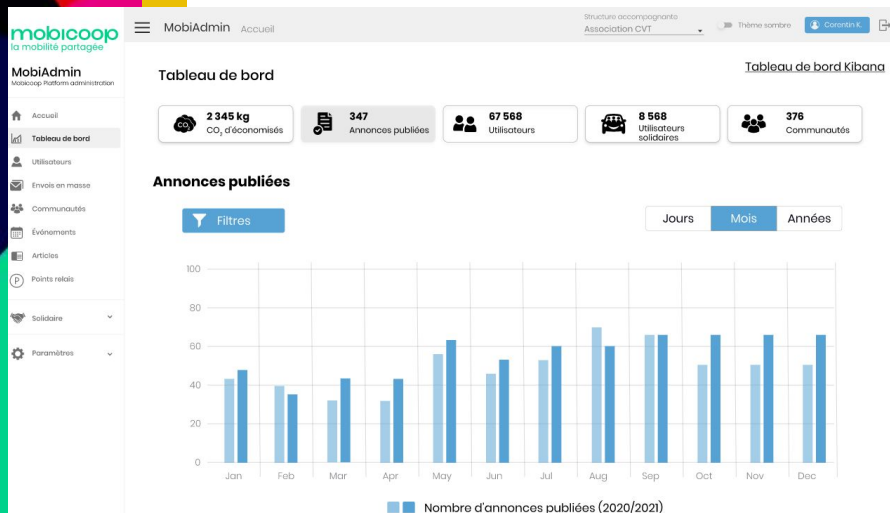 mobicoop
la mobilité partagée
MobiAdmin
Mobicoop Platform administration
Accueil
Tableau de bord
Utilisateurs
Envois en masse
Communautés
Événements
Articles
P Points relais
Solidaire
Paramètres
MobiAdmin Accueil
Structure accompagnante
Association CVT
Thème sombre
Corentin K.
Tableau de bord
Tableau de bord Kibana
CO2 2 345 kg
CO2 d'économisés
347
Annonces publiées
67 568
Utilisateurs
8 568
Utilisateurs
solidaires
376
Communautés
Annonces publiées
Filtres
Jours Mois Années
100
80
60
40
20
0
Jan Feb Mar Apr May Jun Jul Aug Sep Oct Nov Dec
Nombre d'annonces publiées (2020/2021)